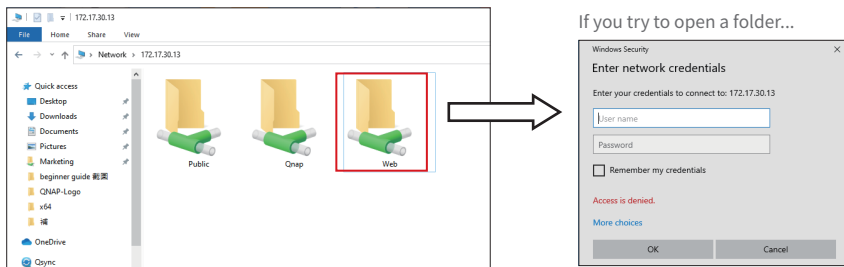 172.17.30.13
File Home Share View
Network > 172.17.30.13
Quick access
Desktop
Downloads
Documents
Pictures
Marketing
beginner guide 截圖
QNAP-Logo
x64
補
OneDrive
Qsync
Public
Qnap
Web
If you try to open a folder...
Windows Security
Enter network credentials
Enter your credentials to connect to: 172.17.30.13
User name
Password
Remember my credentials
Access is denied.
More choices
OK
Cancel